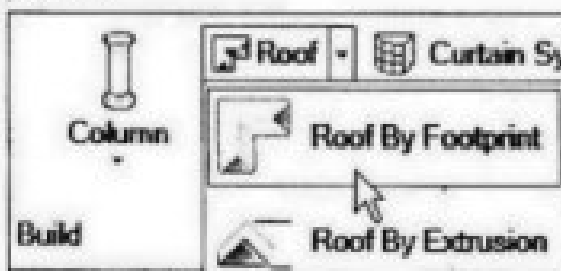 Roof Curtain Sy
Column
Roof By Footprint
Build
Roof By Extrusion